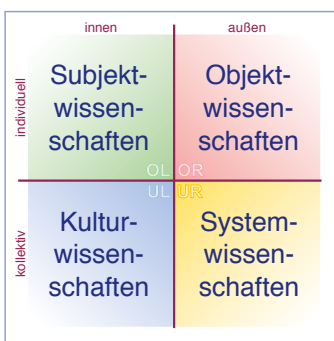 innen
außen
individuell
Subjekt-
wissen-
schaften
Objekt-
wissen-
schaften
OL OR
UL UR
kollektiv
Kultur-
wissen-
schaften
System-
wissen-
schaften